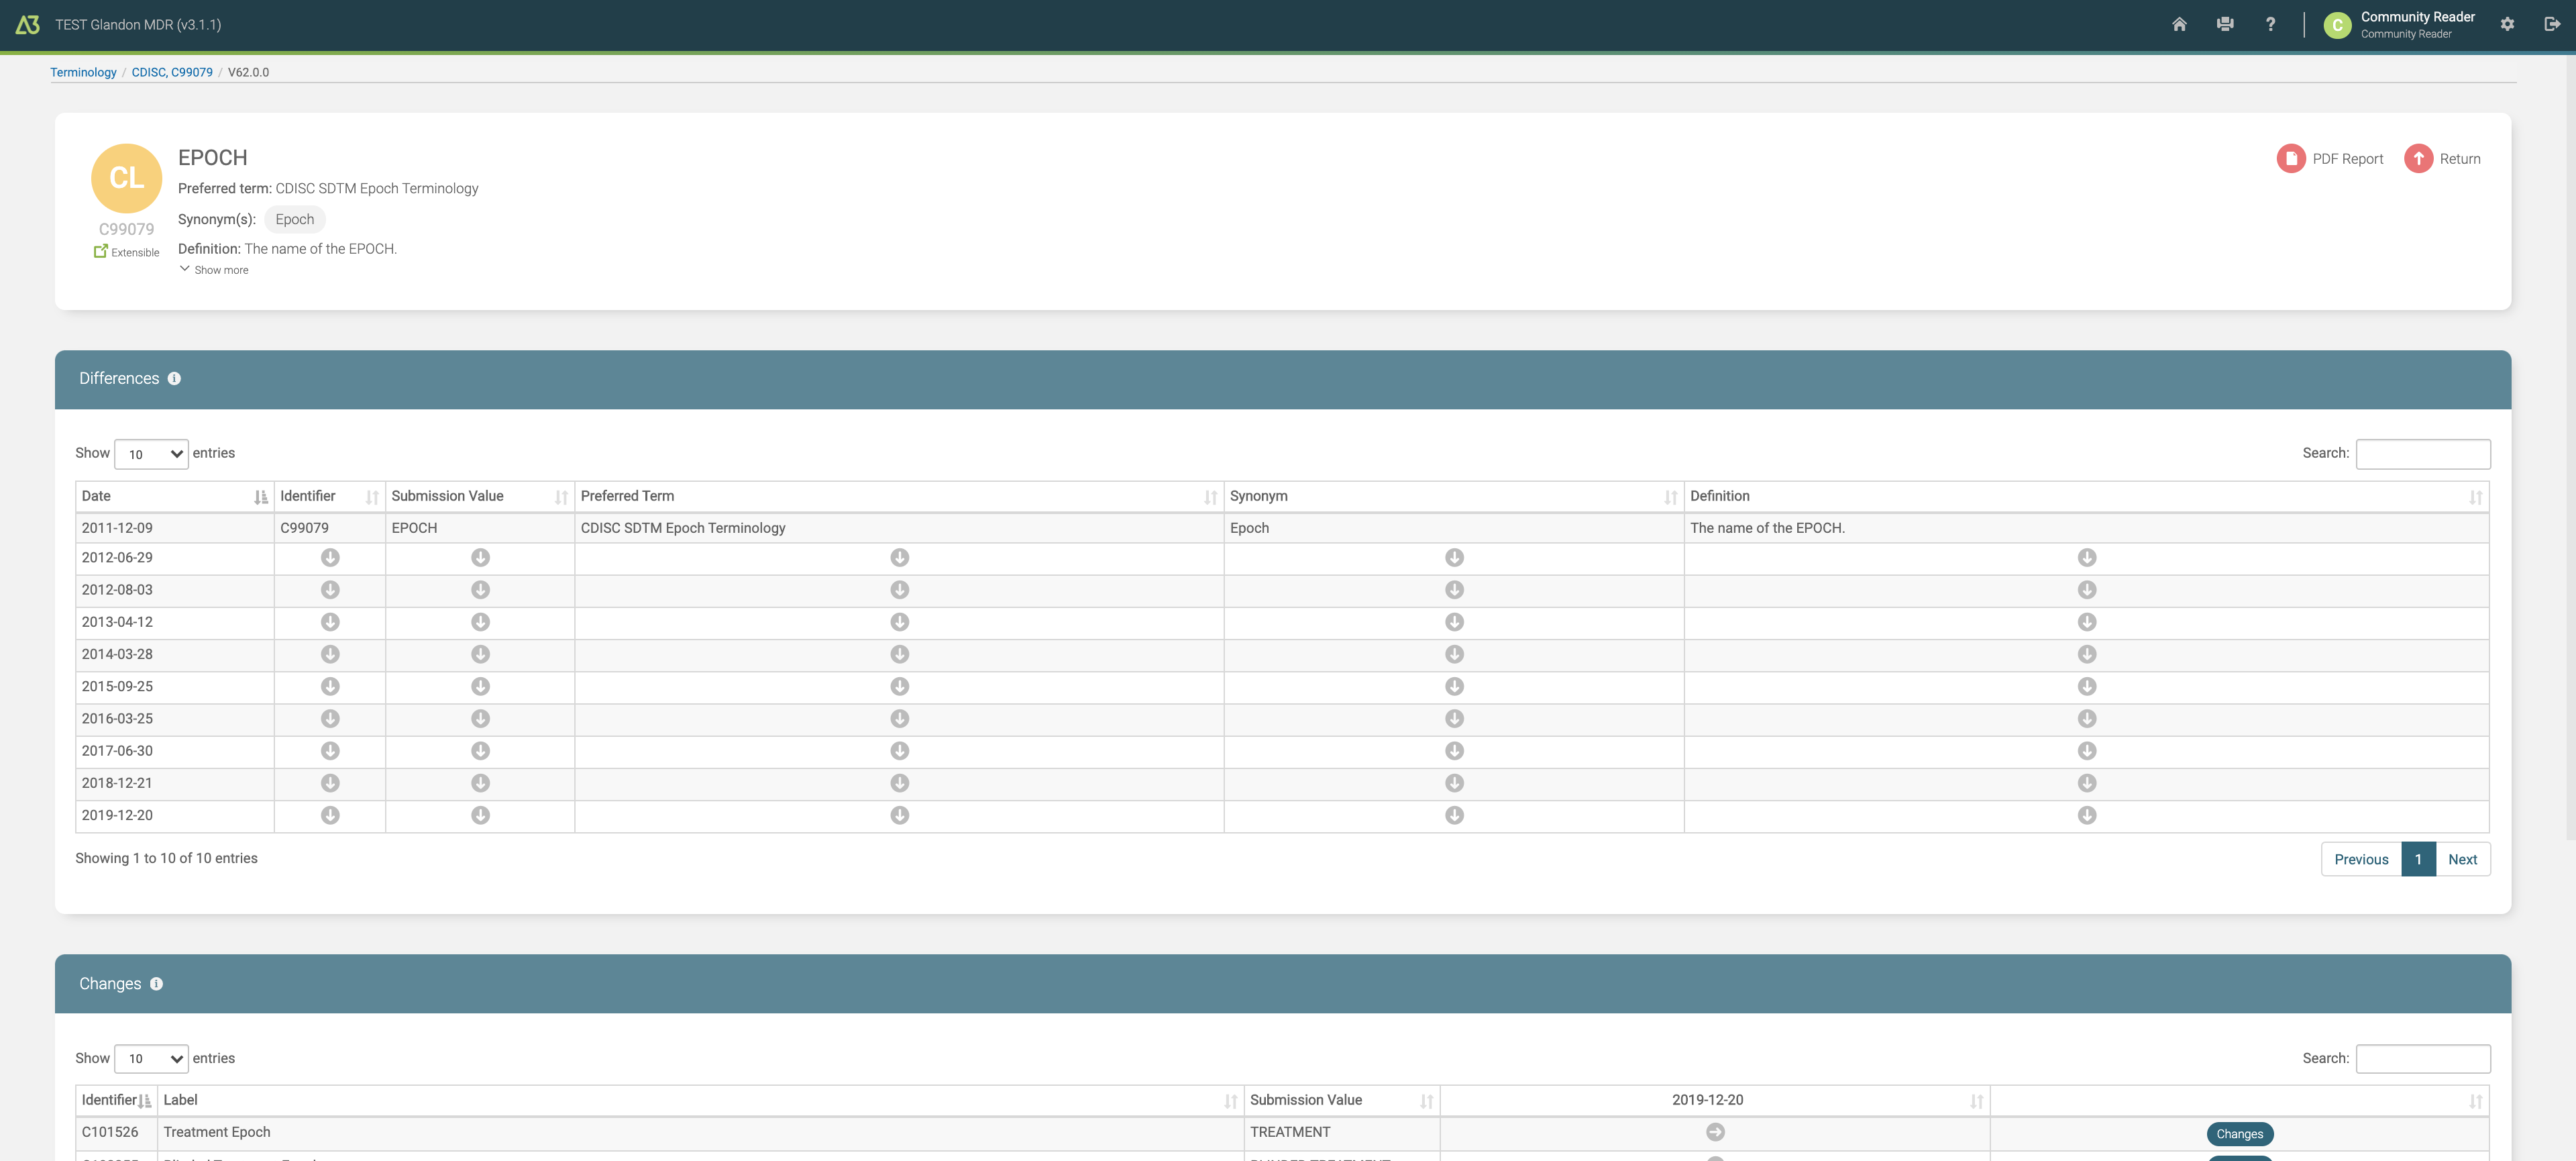 TEST Glandon MDR (v3.1.1)
?
C
Community Reader
Community Reader
Terminology / CDISC, C99079 / V62.0.0
CL
C99079
Extensible
EPOCH
Preferred term: CDISC SDTM Epoch Terminology
Synonym(s): Epoch
Definition: The name of the EPOCH.
Show more
PDF Report
Return
Differences
Show 10 entries
Search:
Date Identifier Submission Value Preferred Term Synonym Definition
2011-12-09 C99079 EPOCH CDISC SDTM Epoch Terminology Epoch The name of the EPOCH.
2012-06-29
2012-08-03
2013-04-12
2014-03-28
2015-09-25
2016-03-25
2017-06-30
2018-12-21
2019-12-20
Showing 1 to 10 of 10 entries
Previous 1 Next
Changes
Show 10 entries
Search:
Identifier Label Submission Value 2019-12-20
C101526 Treatment Epoch TREATMENT Changes